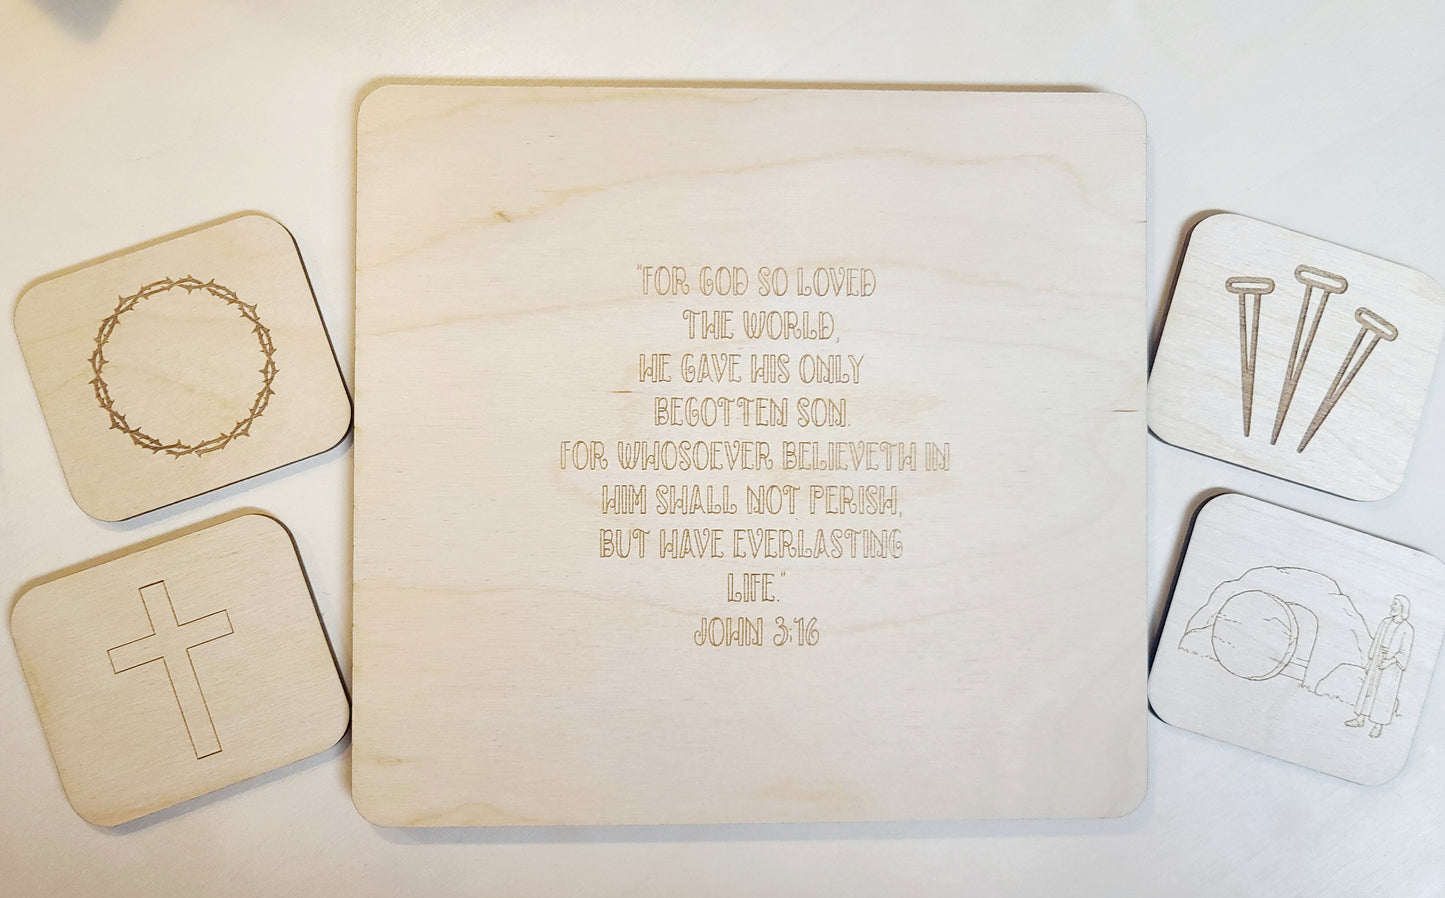 "FOR GOD SO LOVED
THE WORLD,
HE GAVE HIS ONLY
BEGOTTEN SON.
FOR WHOSOEVER BELIEVETH IN
HIM SHALL NOT PERISH,
BUT HAVE EVERLASTING
LIFE."
JOHN 3:16